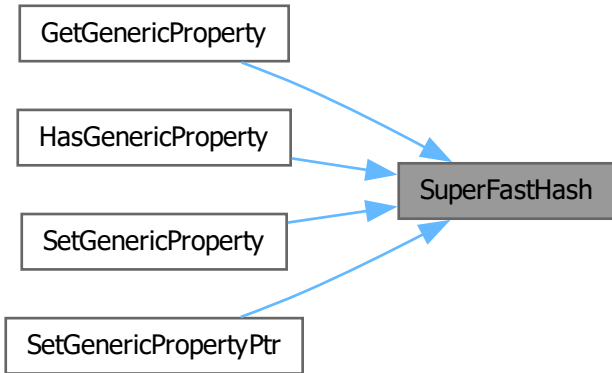 GetGenericProperty
HasGenericProperty
SuperFastHash
SetGenericProperty
SetGenericPropertyPtr